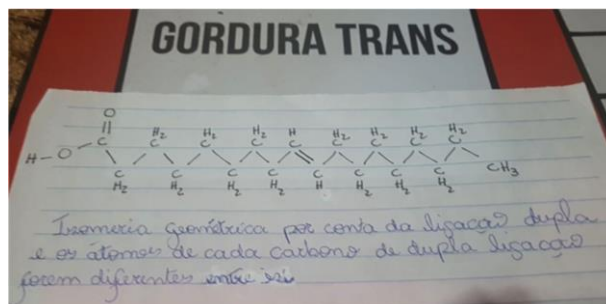 GORDURA TRANS
O
H₂ H₂ H₂ H H₂ H₂ H₂ H₂
H-O C C C C C C C C C
C C C C C C C C CH₃
H₂ H₂ H₂ H₂ H H₂ H₂ H₂
Isomeria geométrica por conta da ligação dupla
e os átomos de cada carbono de dupla ligação
forem diferentes entre si.